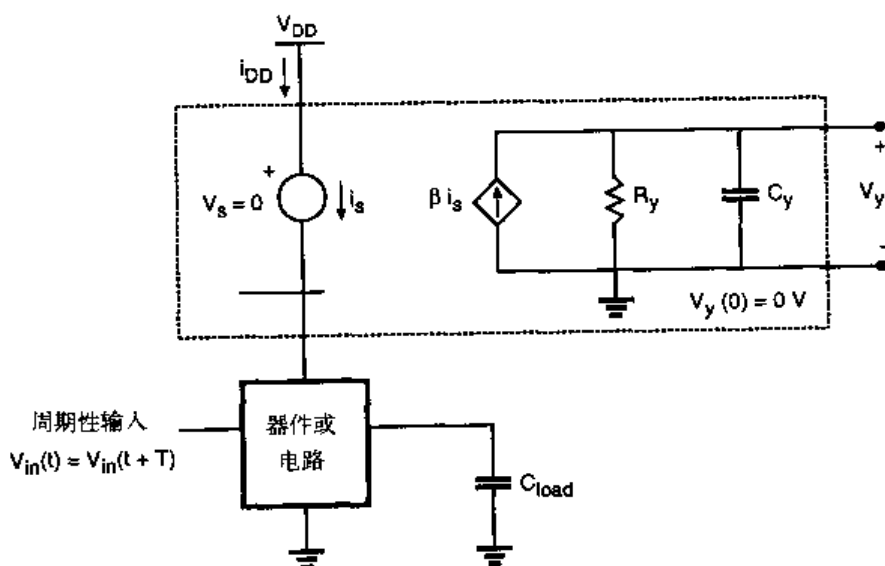 V_DD
i_DD
+
V_s = 0
i_s
β i_s
R_y
C_y
+
V_y
-
V_y (0) = 0 V
周期性输入
V_in(t) = V_in(t + T)
器件或
电路
C_load